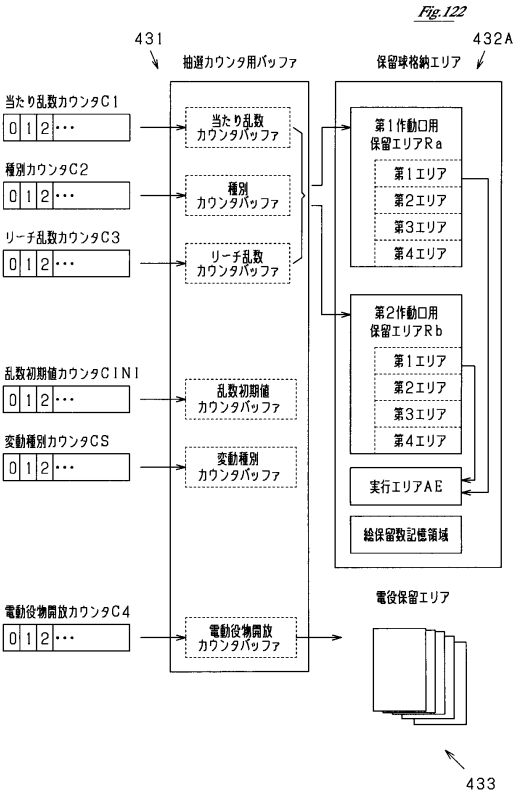 Fig.122
431
432A
抽選カウンタ用バッファ
保留球格納エリア
当たり乱数カウンタC1
0 1 2 ･･･
当たり乱数
カウンタバッファ
種別カウンタC2
0 1 2 ･･･
種別
カウンタバッファ
リーチ乱数カウンタC3
0 1 2 ･･･
リーチ乱数
カウンタバッファ
第1作動口用
保留エリアRa
第1エリア
第2エリア
第3エリア
第4エリア
第2作動口用
保留エリアRb
第1エリア
第2エリア
第3エリア
第4エリア
乱数初期値カウンタCINI
0 1 2 ･･･
乱数初期値
カウンタバッファ
変動種別カウンタCS
0 1 2 ･･･
変動種別
カウンタバッファ
実行エリアAE
総保留数記憶領域
電動役物開放カウンタC4
0 1 2 ･･･
電動役物開放
カウンタバッファ
電役保留エリア
433